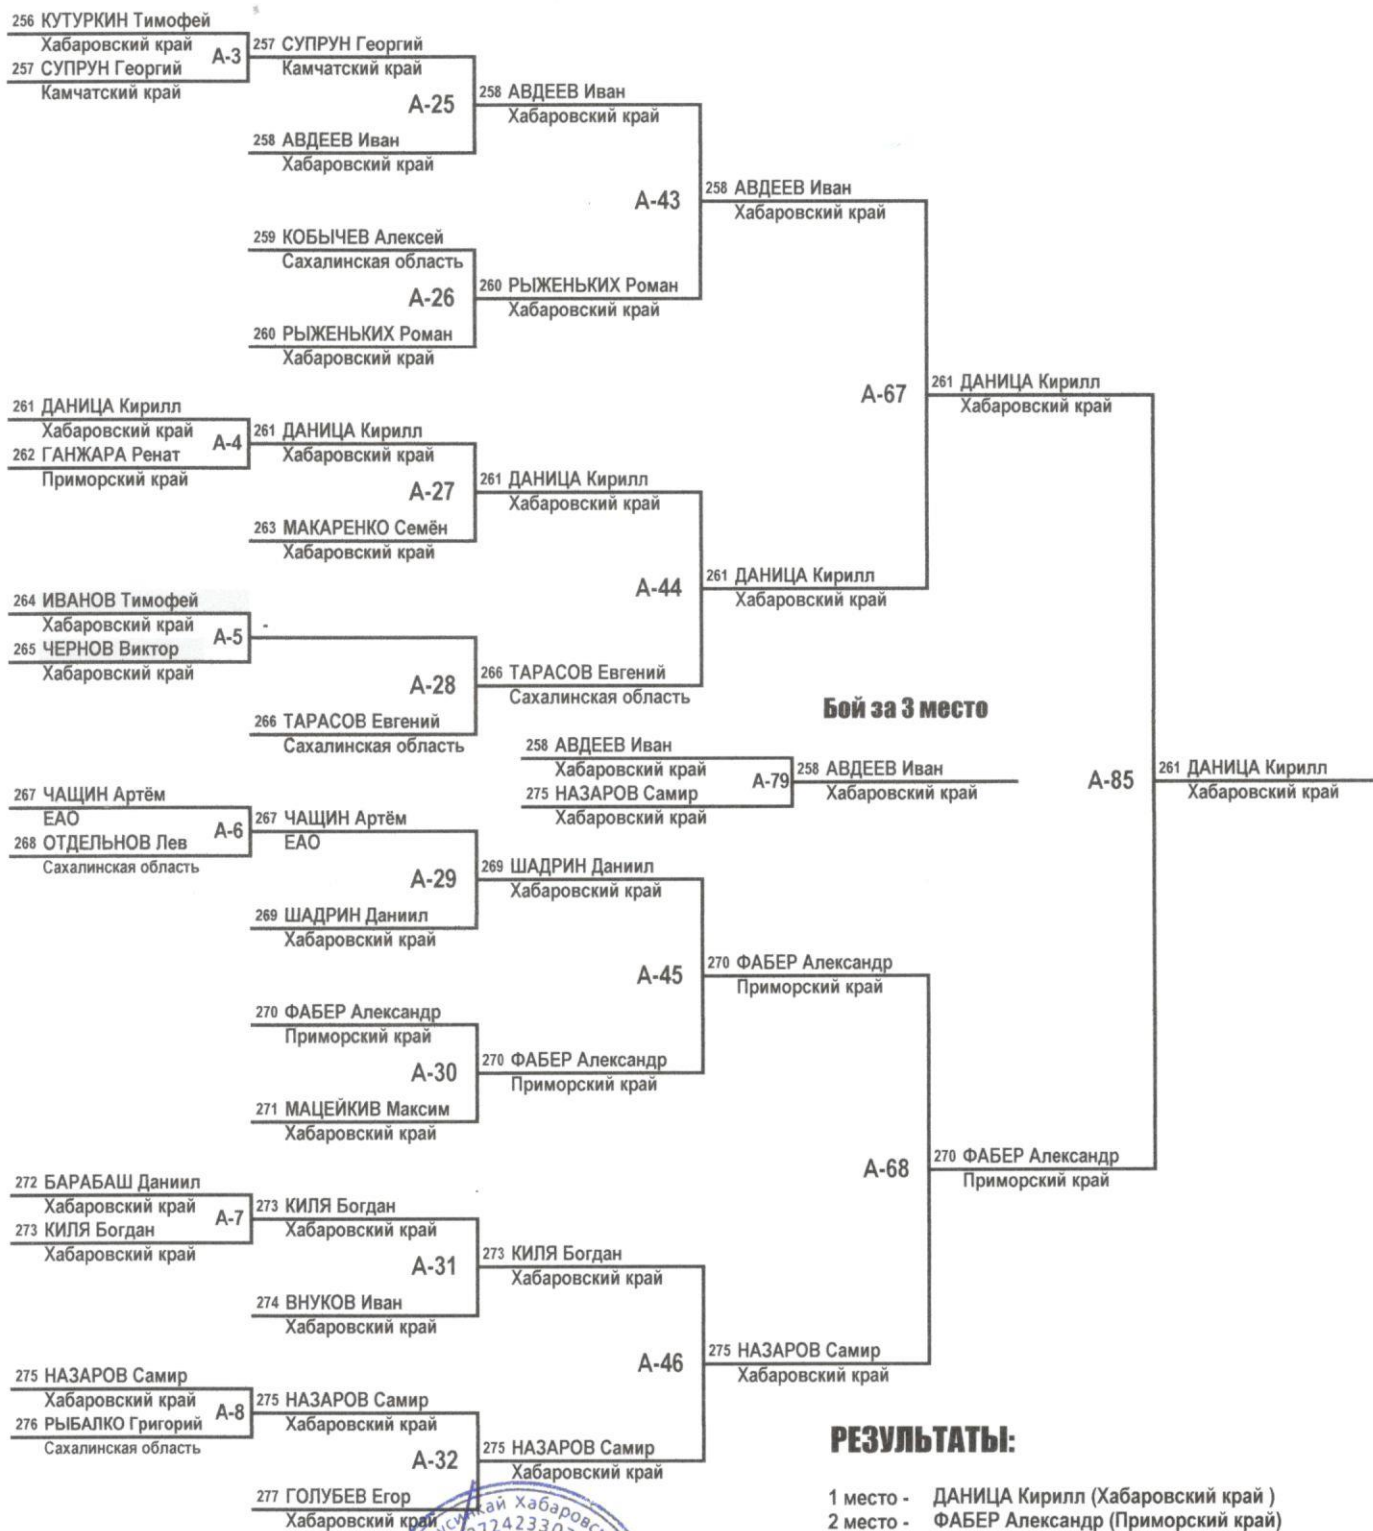 256 КУТУРКИН Тимофей
Хабаровский край
А-3
257 СУПРУН Георгий
Камчатский край
257 СУПРУН Георгий
Камчатский край
А-25
258 АВДЕЕВ Иван
Хабаровский край
258 АВДЕЕВ Иван
Хабаровский край
А-43
258 АВДЕЕВ Иван
Хабаровский край
259 КОБЫЧЕВ Алексей
Сахалинская область
А-26
260 РЫЖЕНЬКИХ Роман
Хабаровский край
260 РЫЖЕНЬКИХ Роман
Хабаровский край
А-67
261 ДАНИЦА Кирилл
Хабаровский край
261 ДАНИЦА Кирилл
Хабаровский край
А-4
262 ГАНЖАРА Ренат
Приморский край
261 ДАНИЦА Кирилл
Хабаровский край
А-27
263 МАКАРЕНКО Семён
Хабаровский край
261 ДАНИЦА Кирилл
Хабаровский край
А-44
261 ДАНИЦА Кирилл
Хабаровский край
264 ИВАНОВ Тимофей
Хабаровский край
А-5
265 ЧЕРНОВ Виктор
Хабаровский край
-
А-28
266 ТАРАСОВ Евгений
Сахалинская область
266 ТАРАСОВ Евгений
Сахалинская область
Бой за 3 место
258 АВДЕЕВ Иван
Хабаровский край
А-79
275 НАЗАРОВ Самир
Хабаровский край
258 АВДЕЕВ Иван
Хабаровский край
А-85
261 ДАНИЦА Кирилл
Хабаровский край
267 ЧАЩИН Артём
ЕАО
А-6
268 ОТДЕЛЬНОВ Лев
Сахалинская область
267 ЧАЩИН Артём
ЕАО
А-29
269 ШАДРИН Даниил
Хабаровский край
269 ШАДРИН Даниил
Хабаровский край
А-45
270 ФАБЕР Александр
Приморский край
270 ФАБЕР Александр
Приморский край
А-30
271 МАЦЕЙКИВ Максим
Хабаровский край
270 ФАБЕР Александр
Приморский край
А-68
270 ФАБЕР Александр
Приморский край
272 БАРАБАШ Даниил
Хабаровский край
А-7
273 КИЛЯ Богдан
Хабаровский край
273 КИЛЯ Богдан
Хабаровский край
А-31
274 ВНУКОВ Иван
Хабаровский край
273 КИЛЯ Богдан
Хабаровский край
А-46
275 НАЗАРОВ Самир
Хабаровский край
275 НАЗАРОВ Самир
Хабаровский край
А-8
276 РЫБАЛКО Григорий
Сахалинская область
275 НАЗАРОВ Самир
Хабаровский край
А-32
277 ГОЛУБЕВ Егор
Хабаровский край
275 НАЗАРОВ Самир
Хабаровский край
РЕЗУЛЬТАТЫ:
1 место - ДАНИЦА Кирилл (Хабаровский край )
2 место - ФАБЕР Александр (Приморский край)